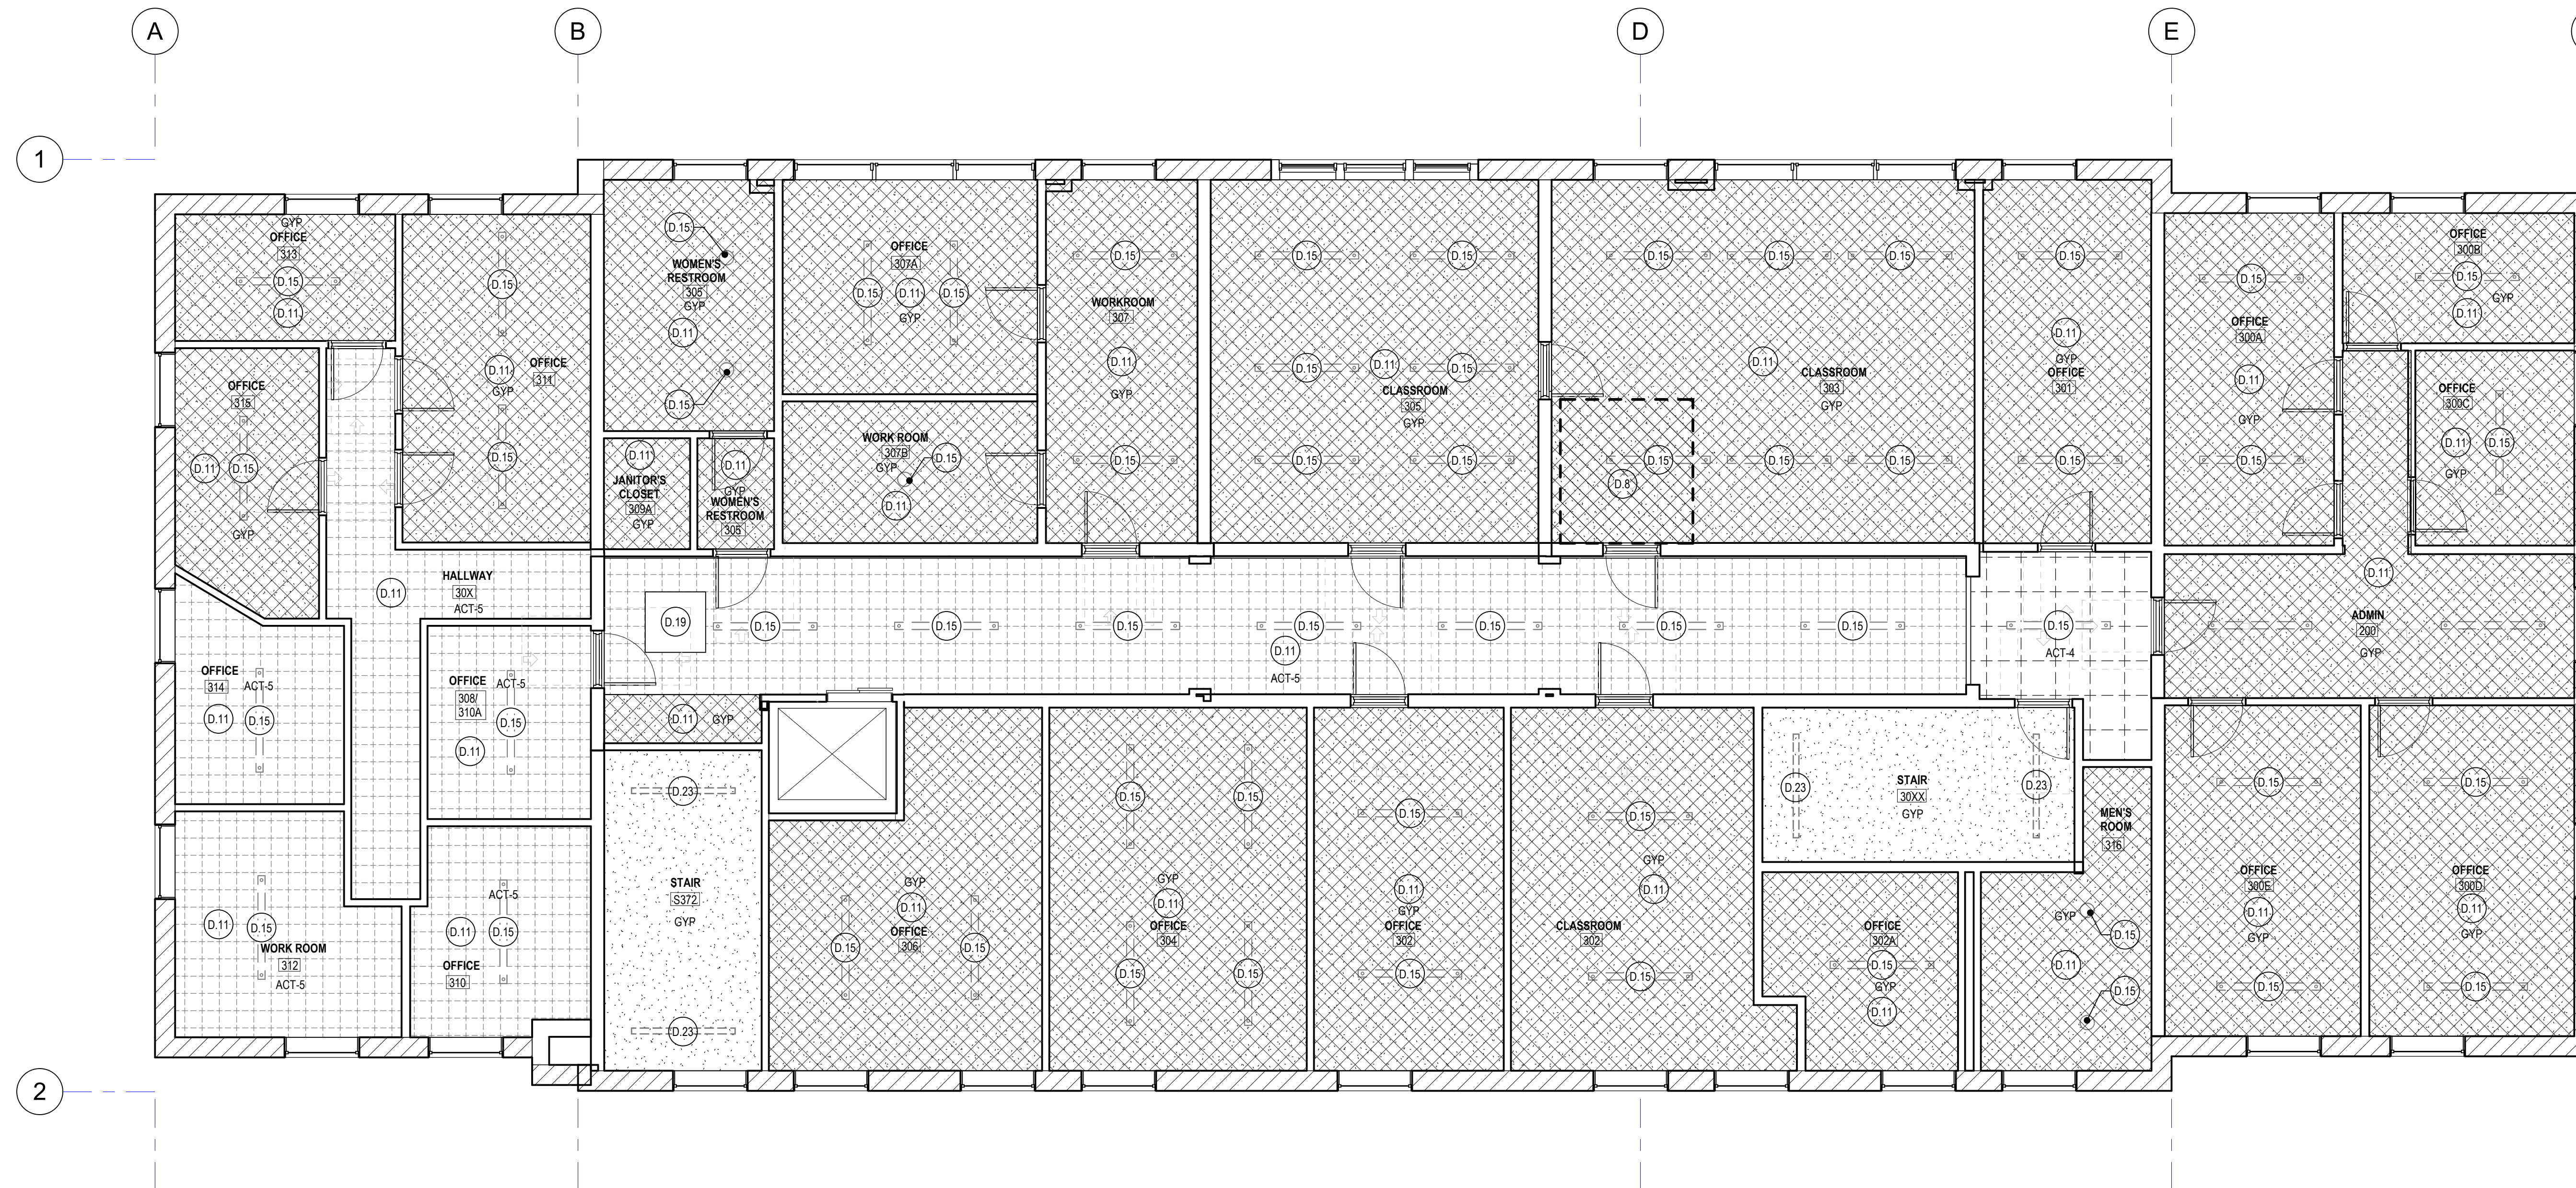 A
B
D
E
1
GYP
OFFICE
313
D.15
D.11
D.15
D.11
GYP
OFFICE
311
D.15
OFFICE
315
D.11
D.15
GYP
D.15
WOMEN'S
RESTROOM
305
GYP
D.11
D.15
OFFICE
307A
D.15
D.11
D.15
GYP
D.15
WORKROOM
307
D.11
GYP
D.15
WORK ROOM
307B
GYP
D.15
D.11
D.11
JANITOR'S
CLOSET
309A
GYP
D.11
GYP
WOMEN'S
RESTROOM
305
D.15
D.15
D.15
D.11
D.15
CLASSROOM
305
GYP
D.15
D.15
D.15
D.15
D.15
D.11
CLASSROOM
303
GYP
D.15
D.15
D.15
D.8
D.15
D.11
GYP
OFFICE
301
D.15
D.15
OFFICE
300A
D.11
GYP
D.15
OFFICE
300B
D.15
GYP
D.11
OFFICE
300C
D.11
D.15
GYP
HALLWAY
30X
ACT-5
D.11
D.19
D.15
D.15
D.15
D.15
D.15
D.15
D.15
D.11
ACT-5
D.15
ACT-4
D.11
ADMIN
200
GYP
OFFICE
314
ACT-5
D.11
D.15
OFFICE
308/
310A
ACT-5
D.15
D.11
D.11
GYP
D.11
D.15
WORK ROOM
312
ACT-5
ACT-5
D.11
D.15
OFFICE
310
D.23
STAIR
S372
GYP
D.23
GYP
D.11
OFFICE
306
D.15
D.15
D.15
D.15
GYP
D.11
OFFICE
304
D.15
D.15
D.15
D.11
GYP
OFFICE
302
D.15
D.15
GYP
D.11
CLASSROOM
302
D.15
D.23
STAIR
30XX
GYP
D.23
OFFICE
302A
D.15
GYP
D.11
MEN'S
ROOM
316
GYP
D.15
D.11
D.15
D.15
OFFICE
300E
D.11
GYP
D.15
D.15
OFFICE
300D
D.11
GYP
D.15
2